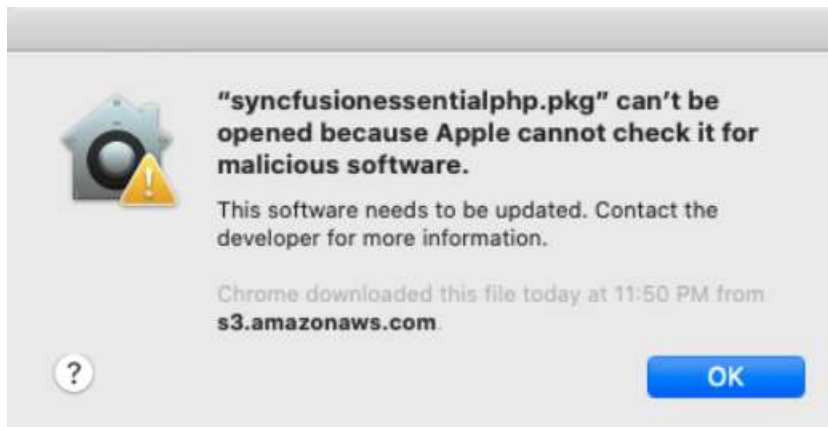 “syncfusionessentialphp.pkg” can’t be
opened because Apple cannot check it for
malicious software.
This software needs to be updated. Contact the
developer for more information.
Chrome downloaded this file today at 11:50 PM from
s3.amazonaws.com.
?
OK